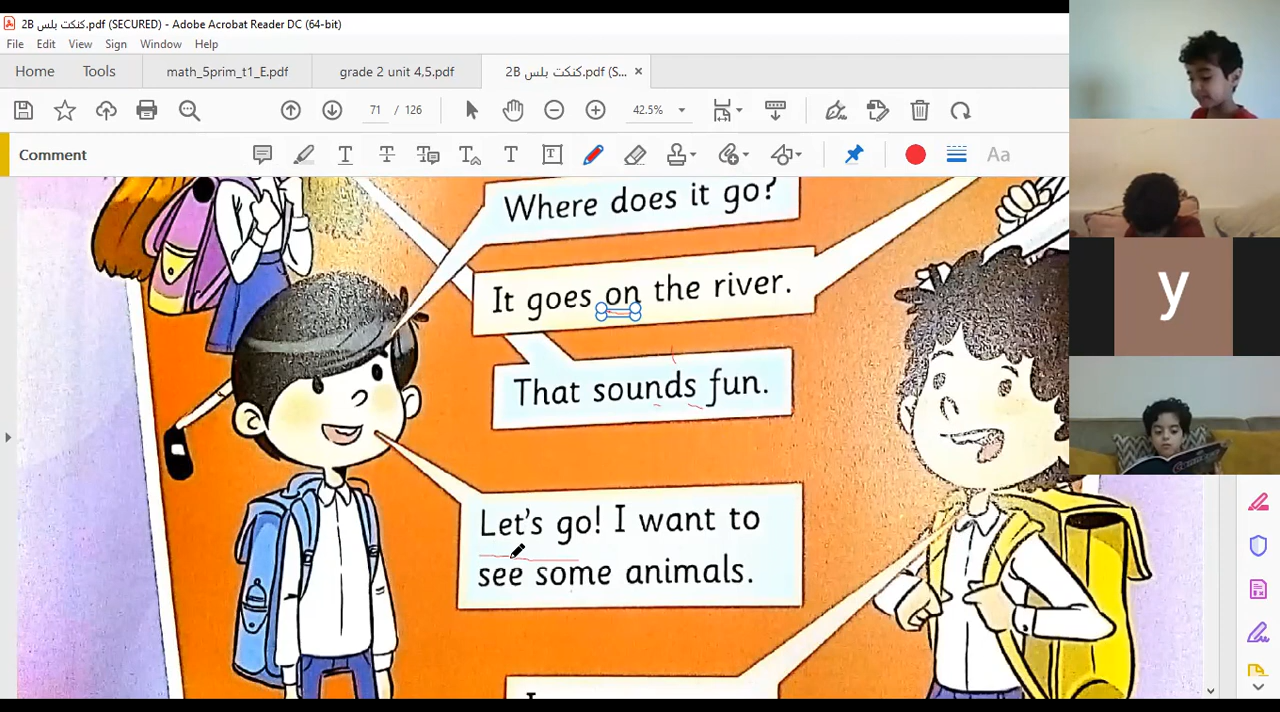 2B كنكت بلس.pdf (SECURED) - Adobe Acrobat Reader DC (64-bit)
File Edit View Sign Window Help
Home Tools math_5prim_t1_E.pdf grade 2 unit 4,5.pdf 2B كنكت بلس.pdf (S...
71 / 126 42.5%
Comment
Aa
Where does it go?
It goes on the river.
That sounds fun.
Let's go! I want to
see some animals.
y